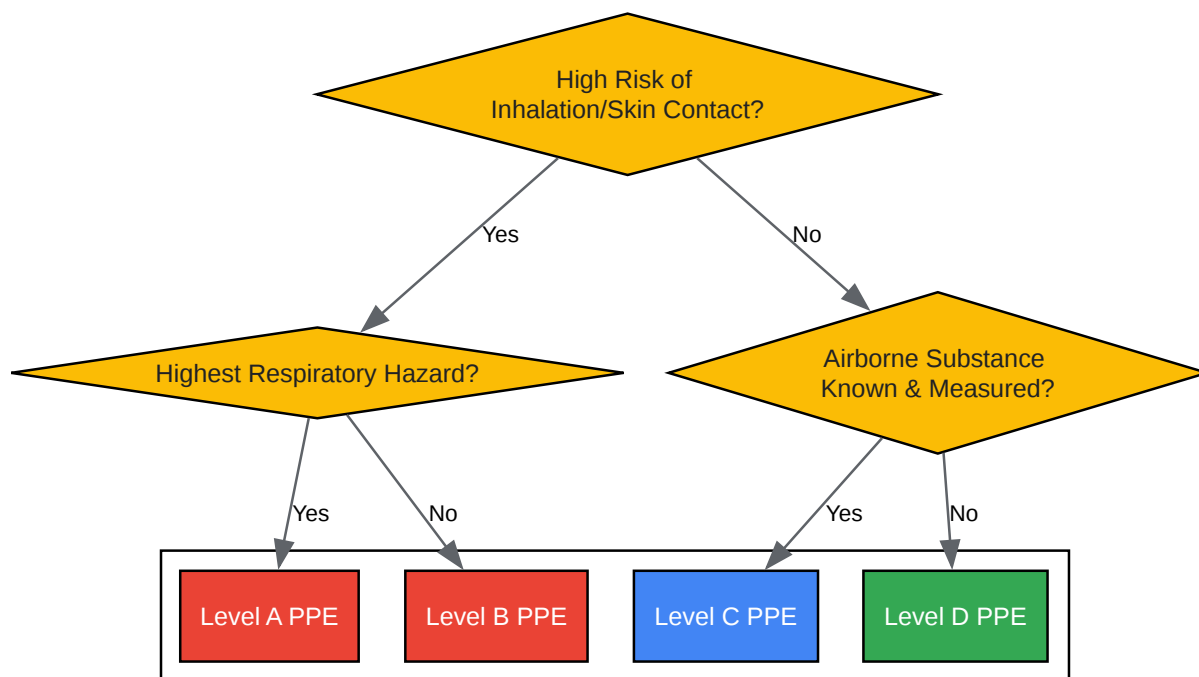 High Risk of
Inhalation/Skin Contact?
Yes
No
Highest Respiratory Hazard?
Airborne Substance
Known & Measured?
Yes
No
Yes
No
Level A PPE
Level B PPE
Level C PPE
Level D PPE